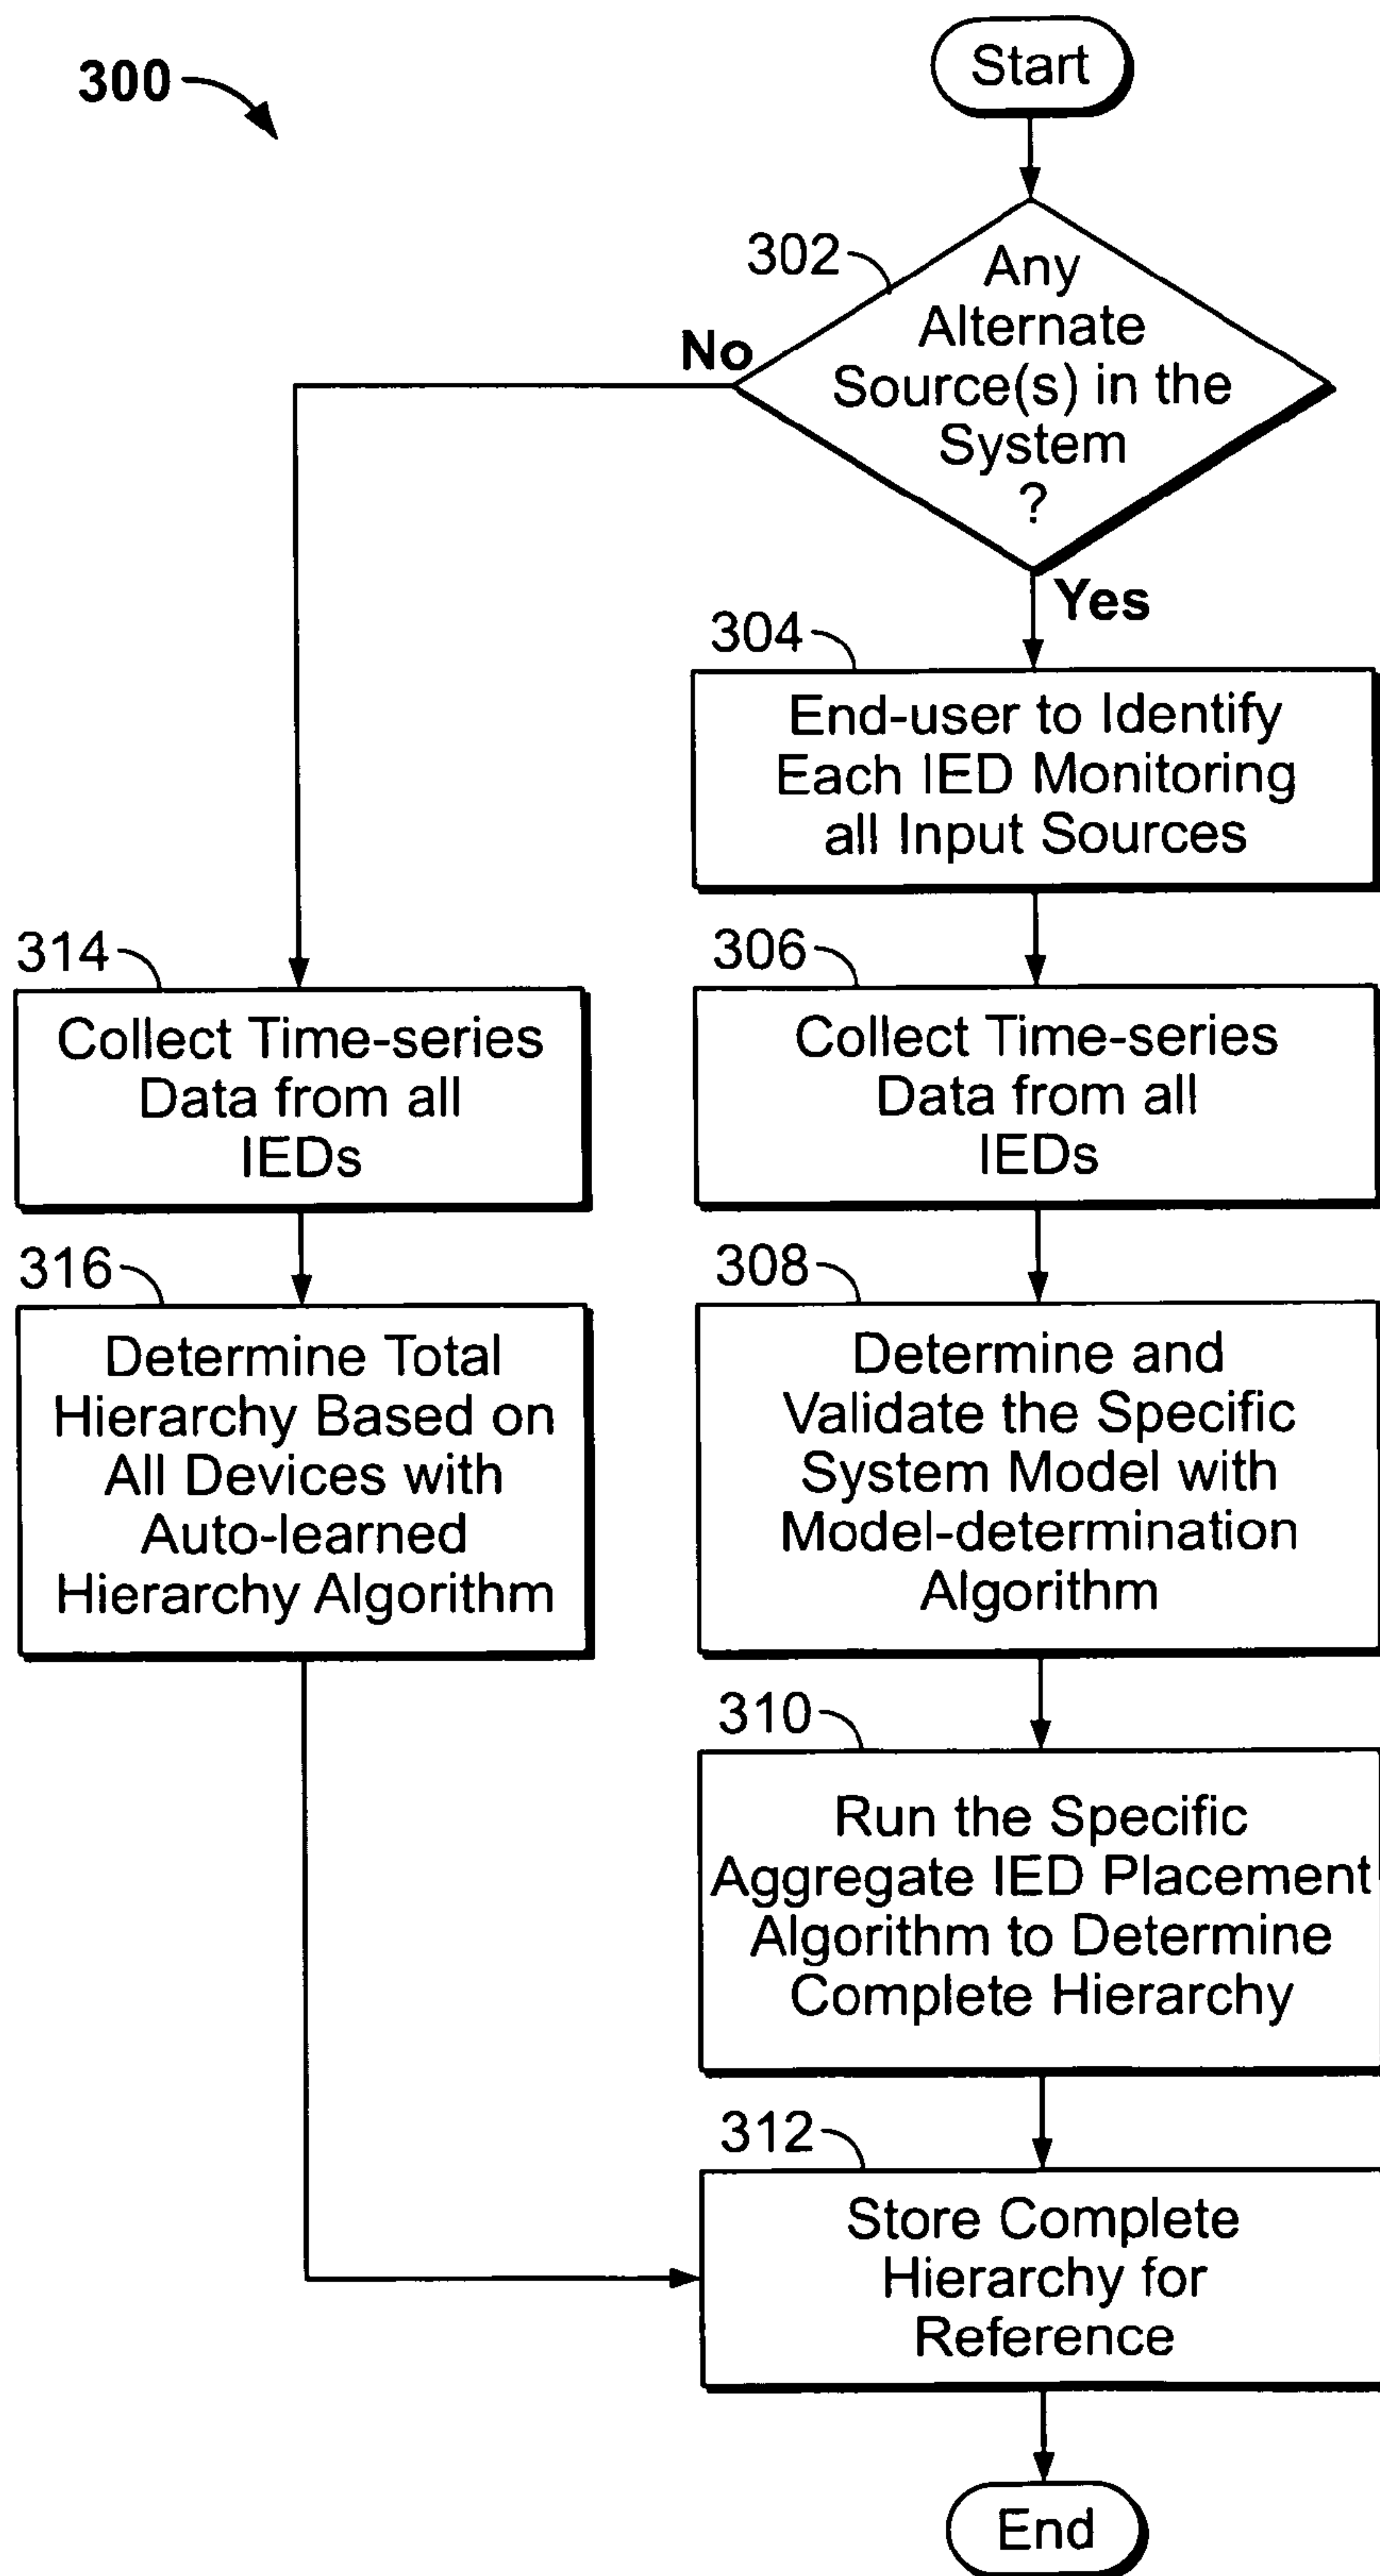 300
Start
302
Any
Alternate
Source(s) in the
System
?
No
Yes
304
End-user to Identify
Each IED Monitoring
all Input Sources
314
Collect Time-series
Data from all
IEDs
306
Collect Time-series
Data from all
IEDs
316
Determine Total
Hierarchy Based on
All Devices with
Auto-learned
Hierarchy Algorithm
308
Determine and
Validate the Specific
System Model with
Model-determination
Algorithm
310
Run the Specific
Aggregate IED Placement
Algorithm to Determine
Complete Hierarchy
312
Store Complete
Hierarchy for
Reference
End